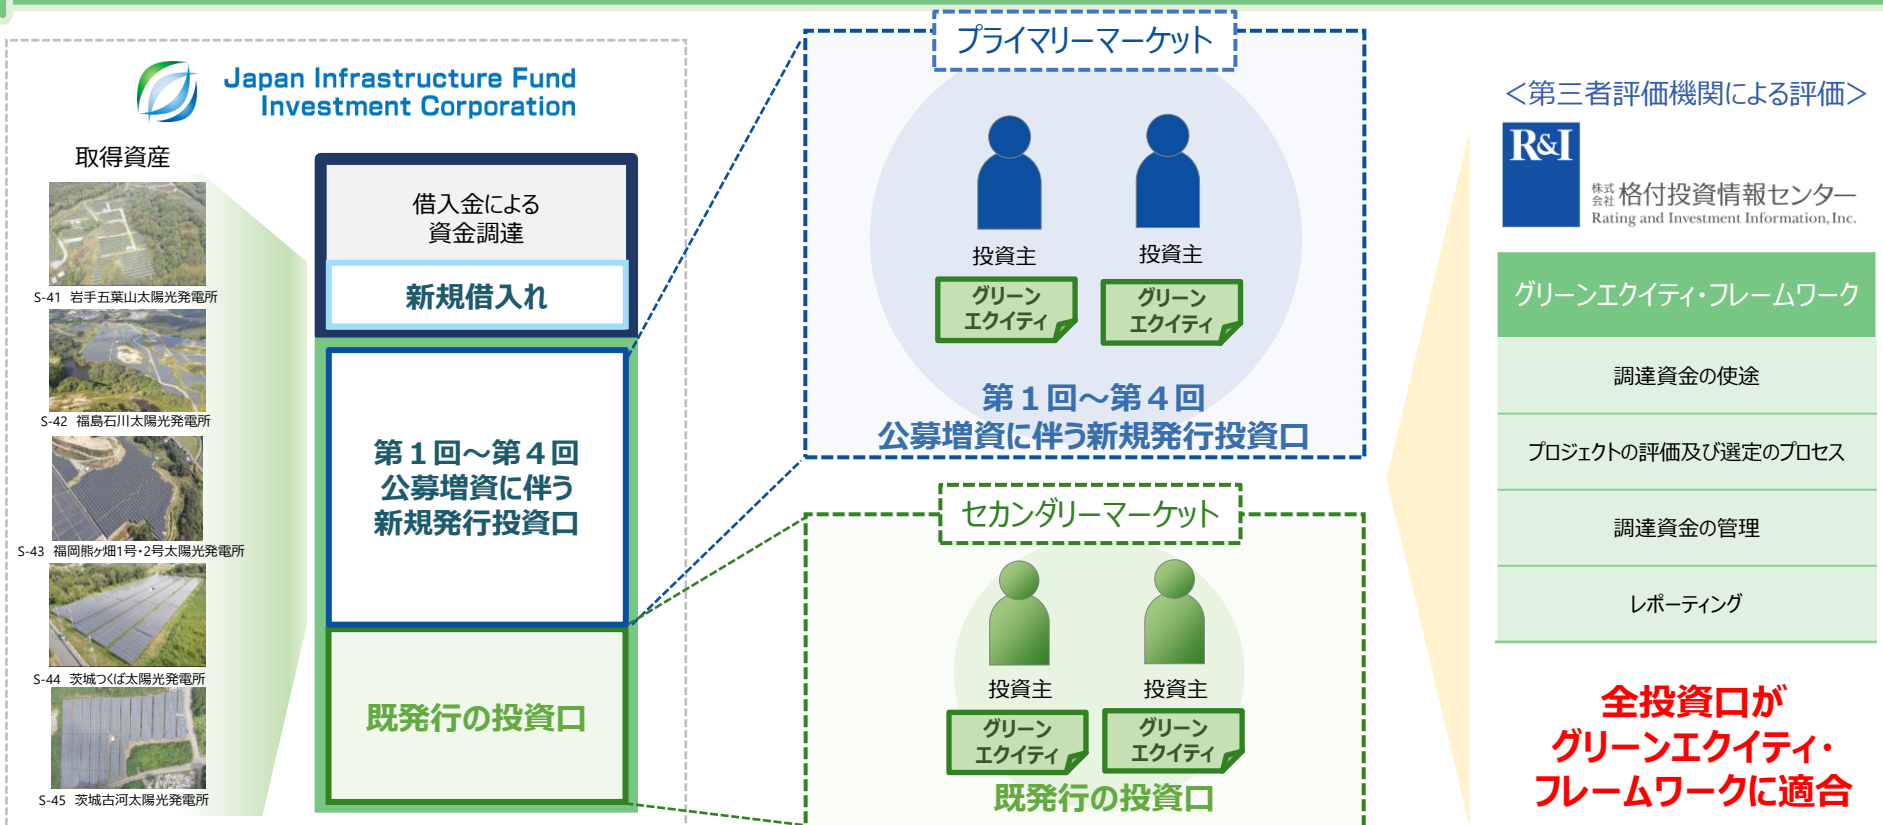 Japan Infrastructure Fund
Investment Corporation
取得資産
S-41 岩手五葉山太陽光発電所
S-42 福島石川太陽光発電所
S-43 福岡熊ヶ畑1号・2号太陽光発電所
S-44 茨城つくば太陽光発電所
S-45 茨城古河太陽光発電所
借入金による
資金調達
新規借入れ
第１回～第４回
公募増資に伴う
新規発行投資口
既発行の投資口
プライマリーマーケット
投資主
投資主
グリーン
エクイティ
グリーン
エクイティ
第１回～第４回
公募増資に伴う新規発行投資口
セカンダリーマーケット
投資主
投資主
グリーン
エクイティ
グリーン
エクイティ
既発行の投資口
＜第三者評価機関による評価＞
R&I
株式会社 格付投資情報センター
Rating and Investment Information, Inc.
グリーンエクイティ・フレームワーク
調達資金の使途
プロジェクトの評価及び選定のプロセス
調達資金の管理
レポーティング
全投資口が
グリーンエクイティ・
フレームワークに適合